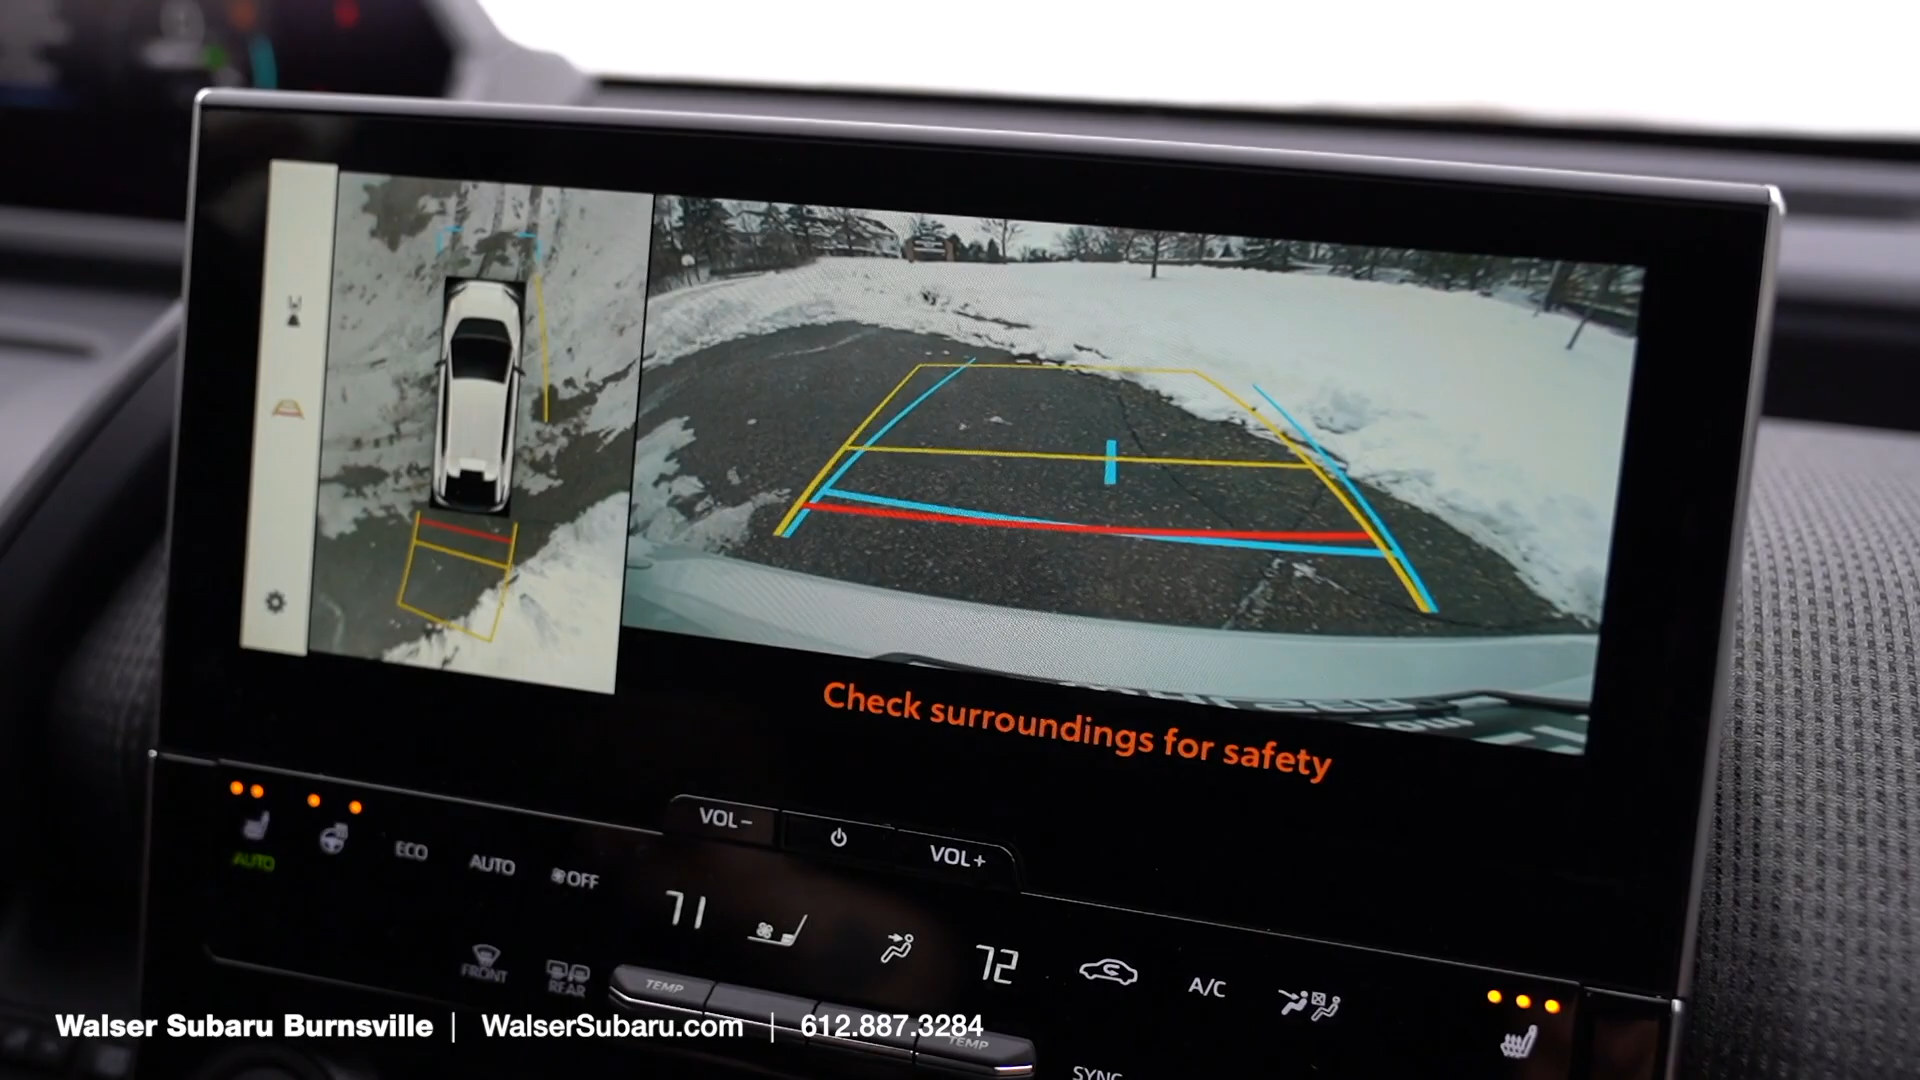 Check surroundings for safety
VOL−
VOL+
AUTO
ECO
AUTO
OFF
71
72
A/C
FRONT
REAR
TEMP
TEMP
SYNC
Walser Subaru Burnsville | WalserSubaru.com | 612.887.3284